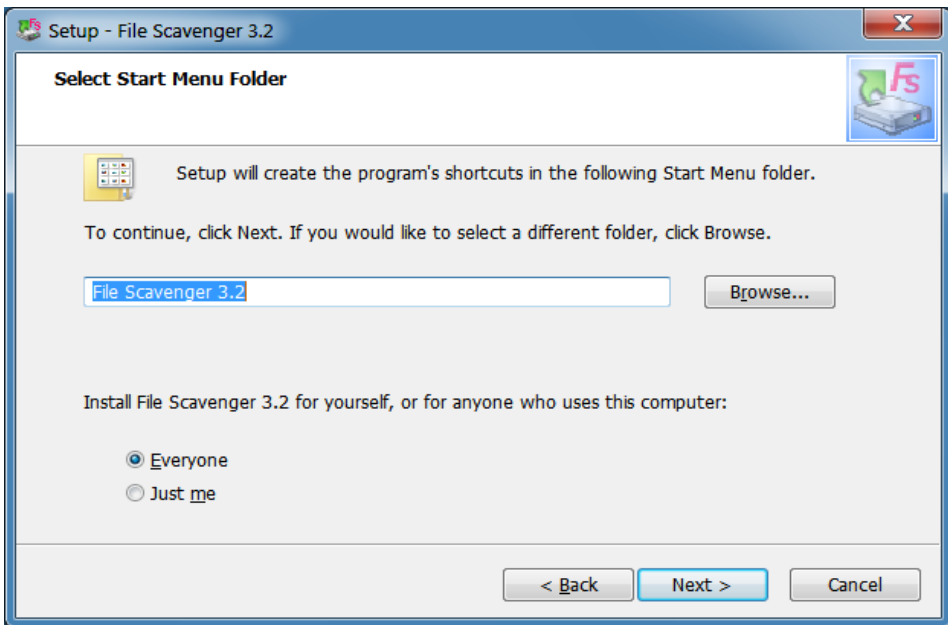 Setup - File Scavenger 3.2
Select Start Menu Folder
Fs
Setup will create the program's shortcuts in the following Start Menu folder.
To continue, click Next. If you would like to select a different folder, click Browse.
File Scavenger 3.2
Browse...
Install File Scavenger 3.2 for yourself, or for anyone who uses this computer:
Everyone
Just me
< Back
Next >
Cancel